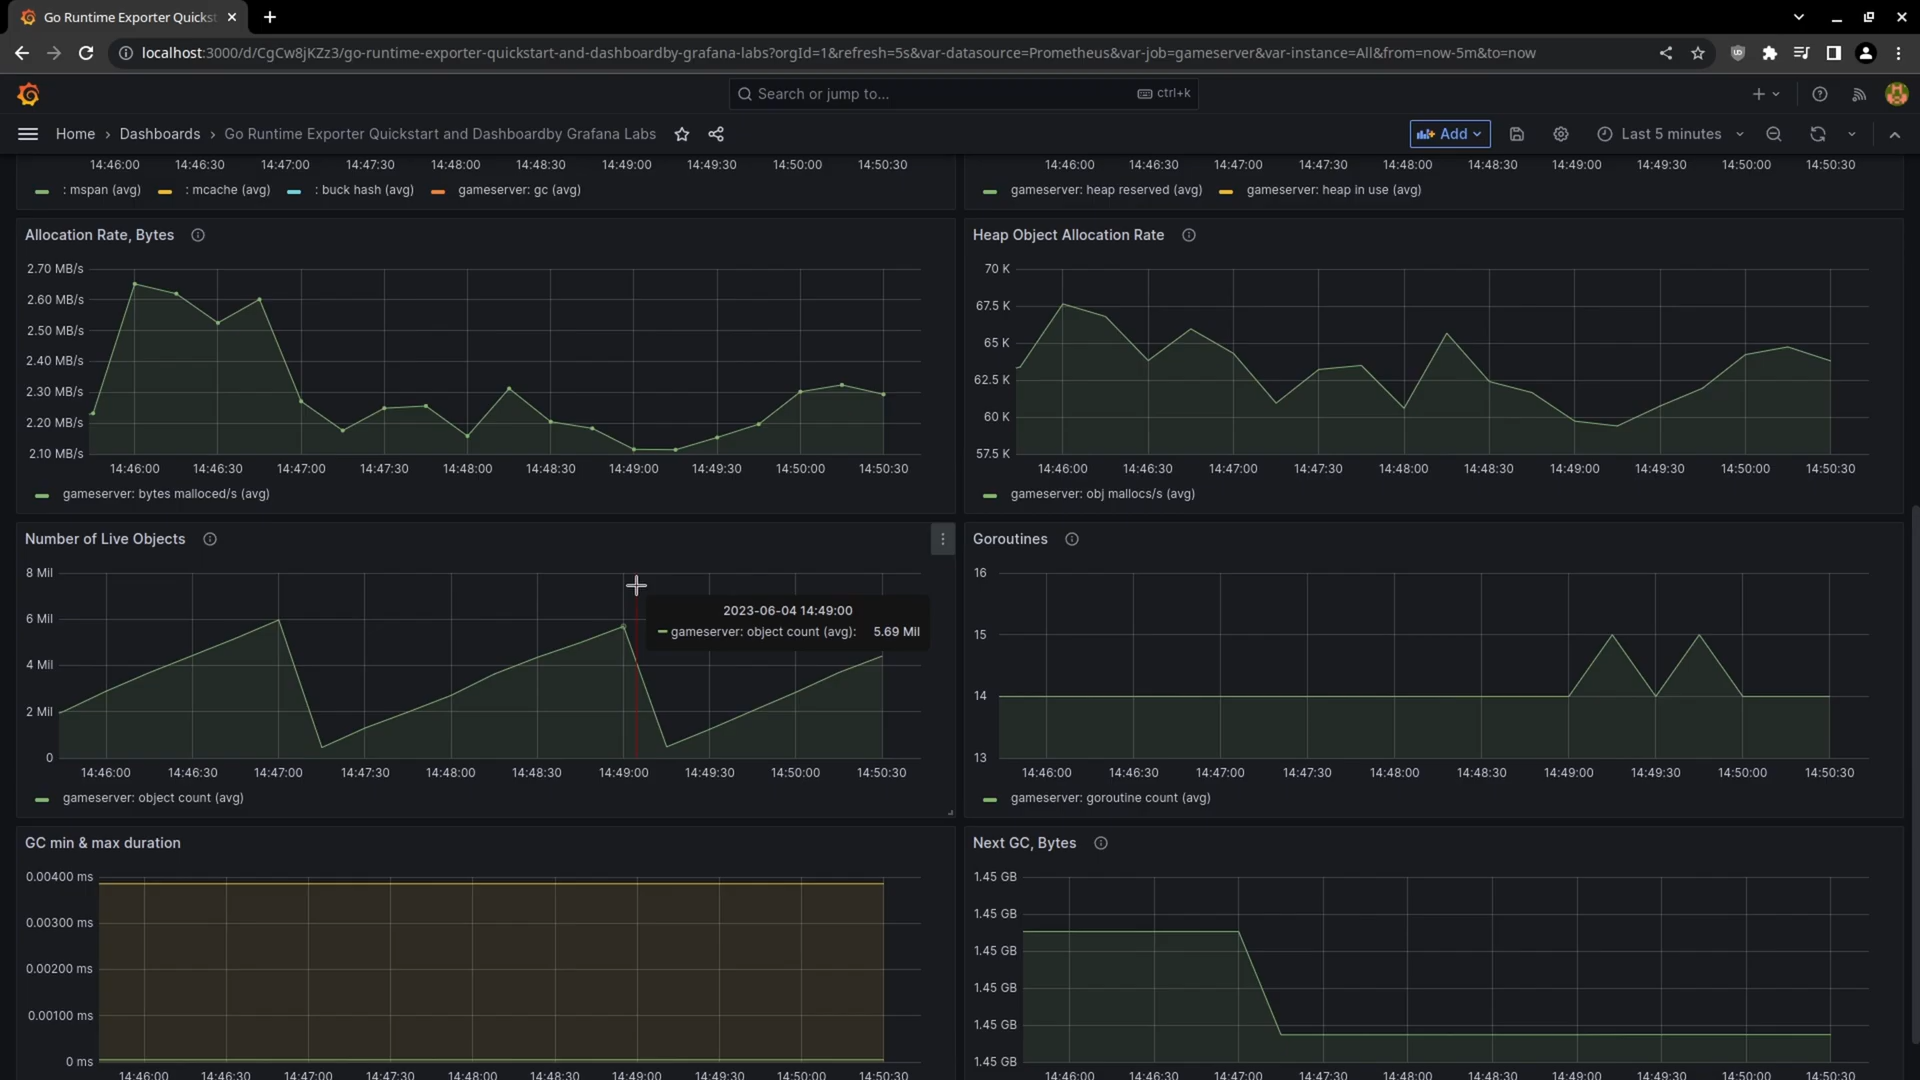 Go Runtime Exporter Quickst
localhost:3000/d/CgCw8jKZz3/go-runtime-exporter-quickstart-and-dashboardby-grafana-labs?orgId=1&refresh=5s&var-datasource=Prometheus&var-job=gameserver&var-instance=All&from=now-5m&to=now
Search or jump to... ctrl+k
Home › Dashboards › Go Runtime Exporter Quickstart and Dashboardby Grafana Labs Add Last 5 minutes
14:46:00 14:46:30 14:47:00 14:47:30 14:48:00 14:48:30 14:49:00 14:49:30 14:50:00 14:50:30
: mspan (avg) : mcache (avg) : buck hash (avg) gameserver: gc (avg)
14:46:00 14:46:30 14:47:00 14:47:30 14:48:00 14:48:30 14:49:00 14:49:30 14:50:00 14:50:30
gameserver: heap reserved (avg) gameserver: heap in use (avg)
Allocation Rate, Bytes
2.70 MB/s
2.60 MB/s
2.50 MB/s
2.40 MB/s
2.30 MB/s
2.20 MB/s
2.10 MB/s
14:46:00 14:46:30 14:47:00 14:47:30 14:48:00 14:48:30 14:49:00 14:49:30 14:50:00 14:50:30
gameserver: bytes malloced/s (avg)
Heap Object Allocation Rate
70 K
67.5 K
65 K
62.5 K
60 K
57.5 K
14:46:00 14:46:30 14:47:00 14:47:30 14:48:00 14:48:30 14:49:00 14:49:30 14:50:00 14:50:30
gameserver: obj mallocs/s (avg)
Number of Live Objects
8 Mil
6 Mil
4 Mil
2 Mil
0
2023-06-04 14:49:00
gameserver: object count (avg): 5.69 Mil
14:46:00 14:46:30 14:47:00 14:47:30 14:48:00 14:48:30 14:49:00 14:49:30 14:50:00 14:50:30
gameserver: object count (avg)
Goroutines
16
15
14
13
14:46:00 14:46:30 14:47:00 14:47:30 14:48:00 14:48:30 14:49:00 14:49:30 14:50:00 14:50:30
gameserver: goroutine count (avg)
GC min & max duration
0.00400 ms
0.00300 ms
0.00200 ms
0.00100 ms
0 ms
14:46:00 14:46:30 14:47:00 14:47:30 14:48:00 14:48:30 14:49:00 14:49:30 14:50:00 14:50:30
Next GC, Bytes
1.45 GB
1.45 GB
1.45 GB
1.45 GB
1.45 GB
1.45 GB
14:46:00 14:46:30 14:47:00 14:47:30 14:48:00 14:48:30 14:49:00 14:49:30 14:50:00 14:50:30